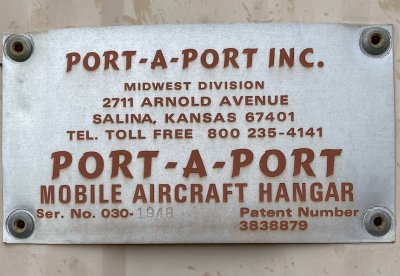 PORT-A-PORT INC.
MIDWEST DIVISION
2711 ARNOLD AVENUE
SALINA, KANSAS 67401
TEL. TOLL FREE 800 235-4141
PORT-A-PORT
MOBILE AIRCRAFT HANGAR
Ser. No. 030-1948 Patent Number
3838879